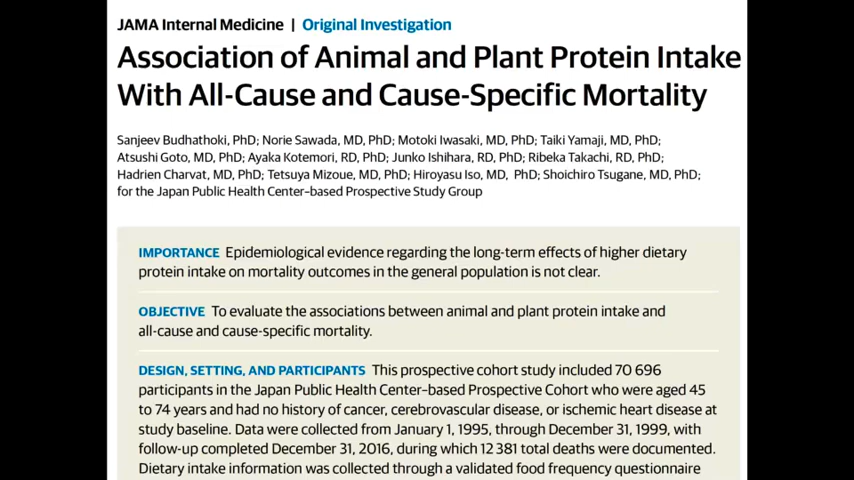 JAMA Internal Medicine | Original Investigation
Association of Animal and Plant Protein Intake
With All-Cause and Cause-Specific Mortality
Sanjeev Budhathoki, PhD; Norie Sawada, MD, PhD; Motoki Iwasaki, MD, PhD; Taiki Yamaji, MD, PhD;
Atsushi Goto, MD, PhD; Ayaka Kotemori, RD, PhD; Junko Ishihara, RD, PhD; Ribeka Takachi, RD, PhD;
Hadrien Charvat, MD, PhD; Tetsuya Mizoue, MD, PhD; Hiroyasu Iso, MD, PhD; Shoichiro Tsugane, MD, PhD;
for the Japan Public Health Center–based Prospective Study Group
IMPORTANCE Epidemiological evidence regarding the long-term effects of higher dietary
protein intake on mortality outcomes in the general population is not clear.
OBJECTIVE To evaluate the associations between animal and plant protein intake and
all-cause and cause-specific mortality.
DESIGN, SETTING, AND PARTICIPANTS This prospective cohort study included 70 696
participants in the Japan Public Health Center–based Prospective Cohort who were aged 45
to 74 years and had no history of cancer, cerebrovascular disease, or ischemic heart disease at
study baseline. Data were collected from January 1, 1995, through December 31, 1999, with
follow-up completed December 31, 2016, during which 12 381 total deaths were documented.
Dietary intake information was collected through a validated food frequency questionnaire